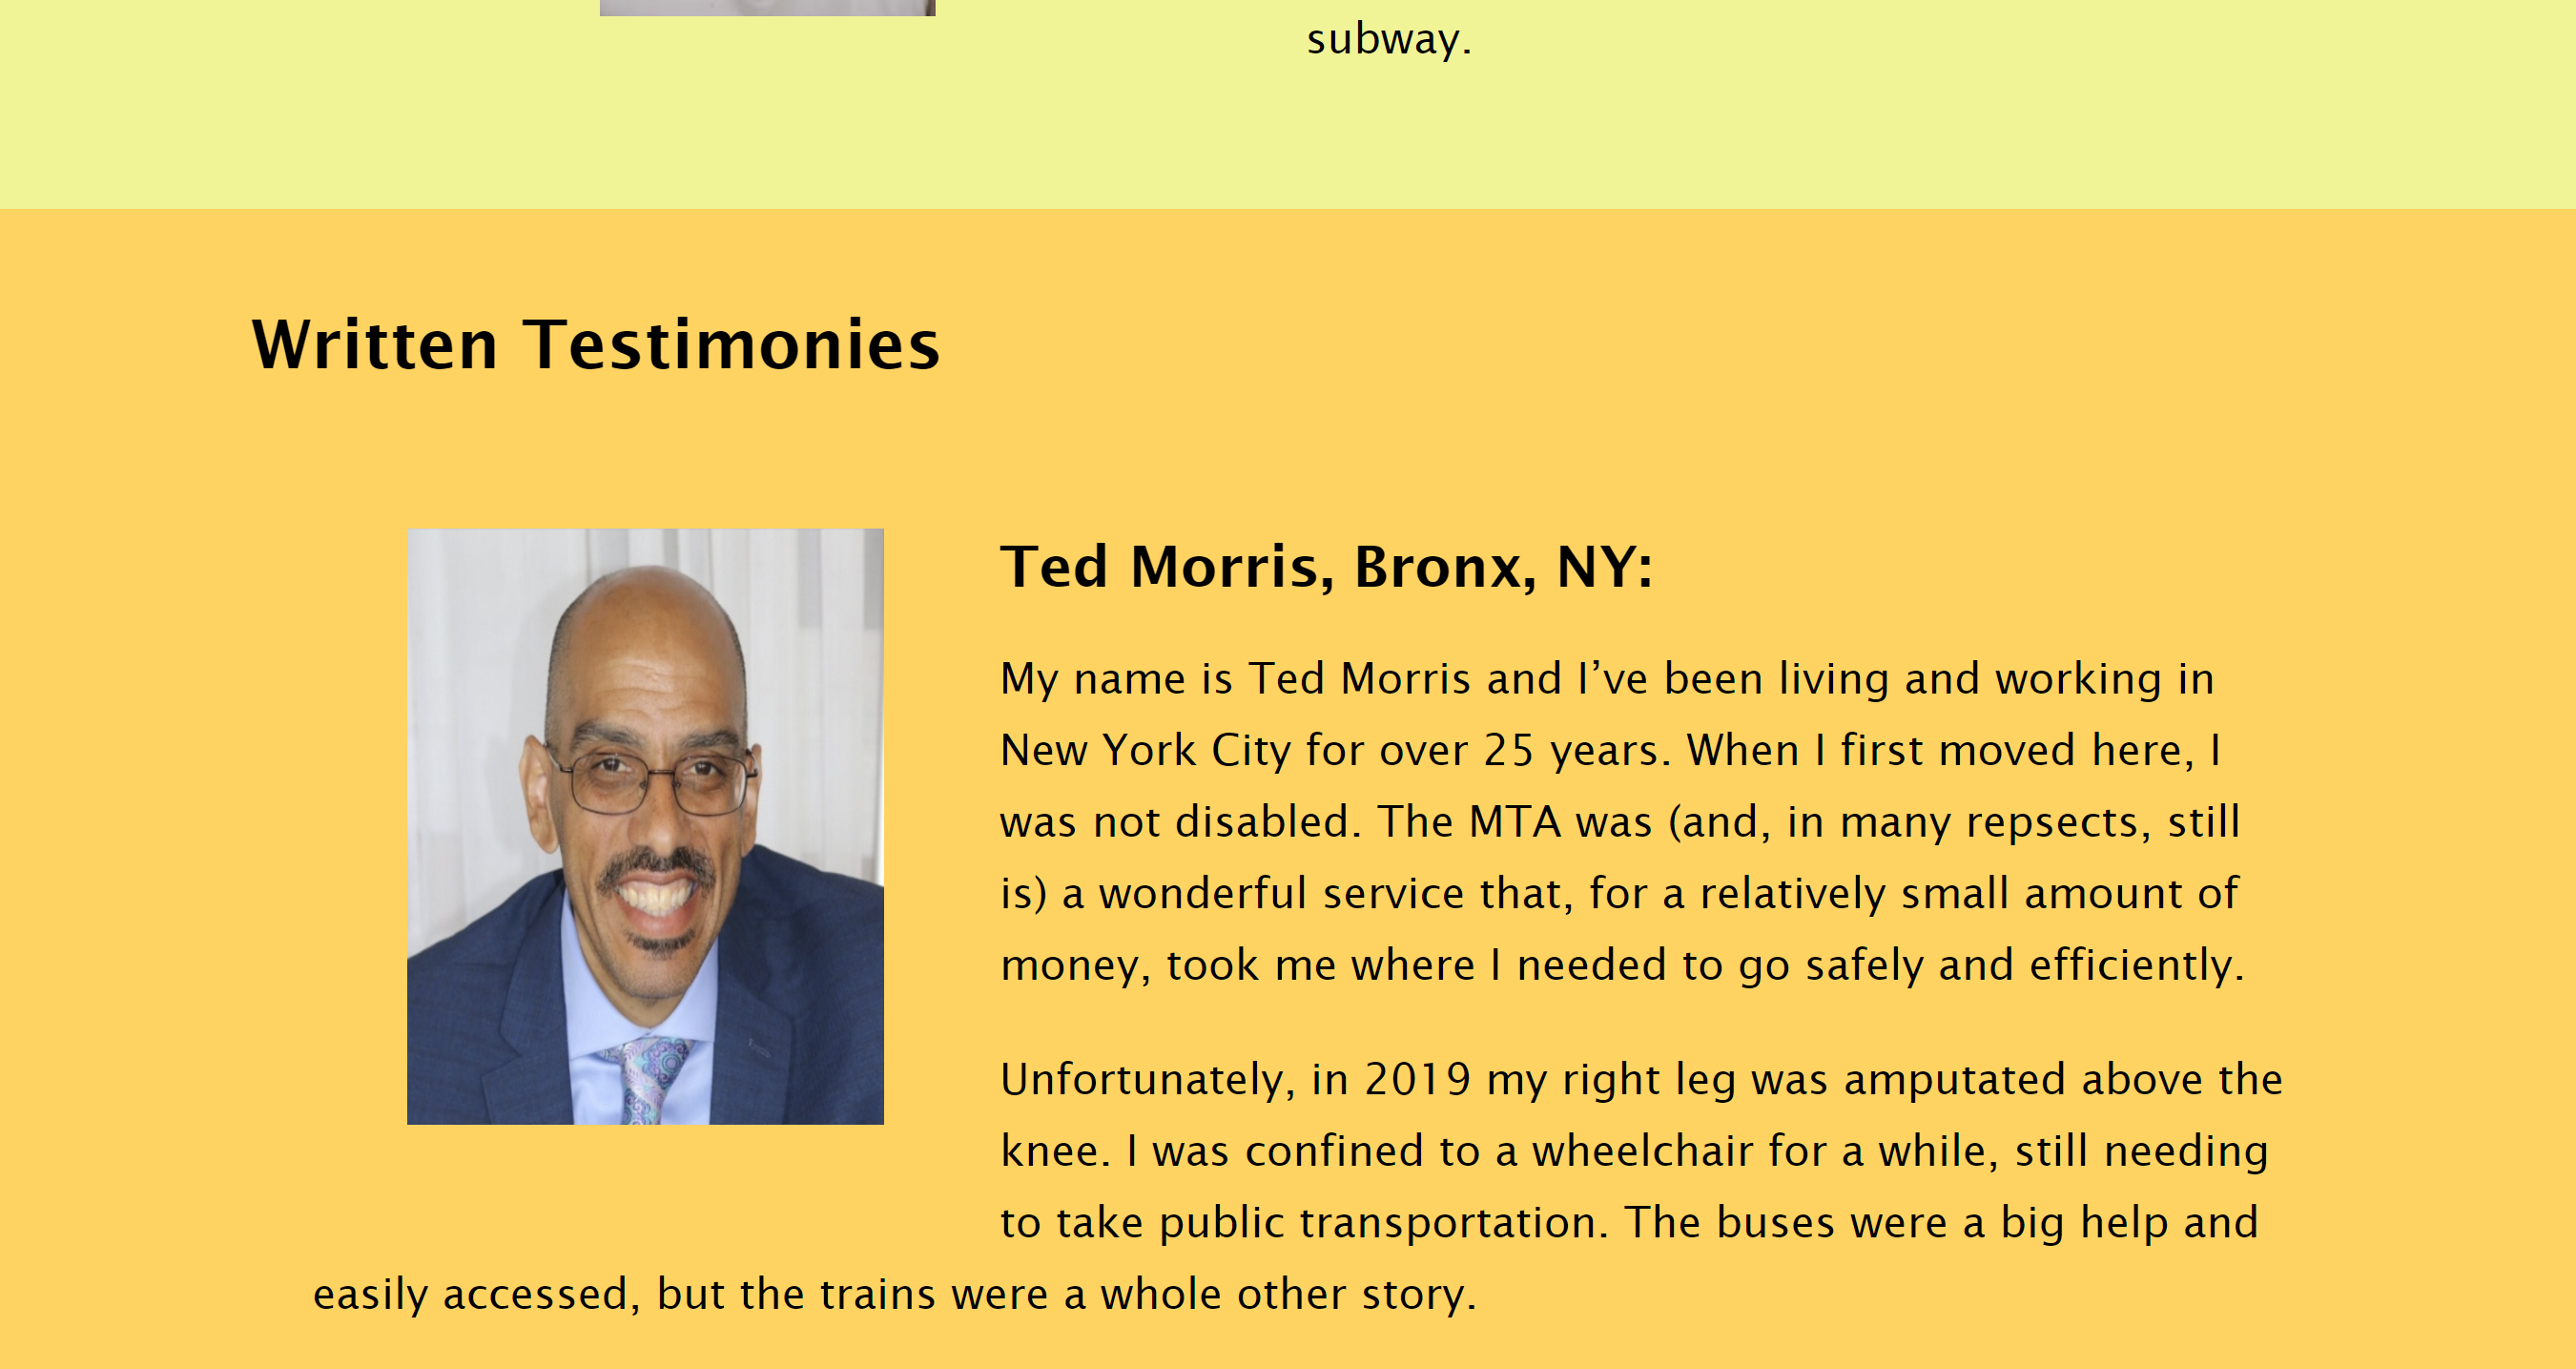 subway.
Written Testimonies
Ted Morris, Bronx, NY:
My name is Ted Morris and I’ve been living and working in
New York City for over 25 years. When I first moved here, I
was not disabled. The MTA was (and, in many repsects, still
is) a wonderful service that, for a relatively small amount of
money, took me where I needed to go safely and efficiently.
Unfortunately, in 2019 my right leg was amputated above the
knee. I was confined to a wheelchair for a while, still needing
to take public transportation. The buses were a big help and
easily accessed, but the trains were a whole other story.